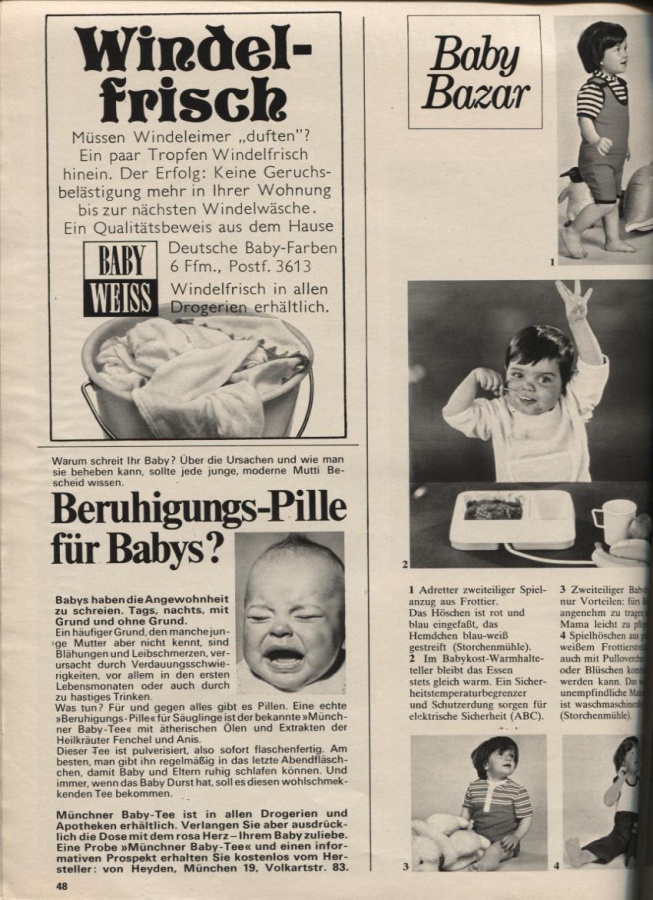 Windel-
frisch
Müssen Windeleimer „duften"?
Ein paar Tropfen Windelfrisch
hinein. Der Erfolg: Keine Geruchs-
belästigung mehr in Ihrer Wohnung
bis zur nächsten Windelwäsche.
Ein Qualitätsbeweis aus dem Hause
BABY
WEISS
Deutsche Baby-Farben
6 Ffm., Postf. 3613
Windelfrisch in allen
Drogerien erhältlich.
Warum schreit Ihr Baby? Über die Ursachen und wie man
sie beheben kann, sollte jede junge, moderne Mutti Be-
scheid wissen.
Beruhigungs-Pille
für Babys?
Babys haben die Angewohnheit
zu schreien. Tags, nachts, mit
Grund und ohne Grund.
Ein häufiger Grund, den manche jun-
ge Mutter aber nicht kennt, sind
Blähungen und Leibschmerzen, ver-
ursacht durch Verdauungsschwie-
rigkeiten, vor allem in den ersten
Lebensmonaten oder auch durch
zu hastiges Trinken.
Was tun? Für und gegen alles gibt es Pillen. Eine echte
»Beruhigungs-Pille« für Säuglinge ist der bekannte »Münch-
ner Baby-Tee« mit ätherischen Ölen und Extrakten der
Heilkräuter Fenchel und Anis.
Dieser Tee ist pulverisiert, also sofort flaschenfertig. Am
besten, man gibt ihn regelmäßig in das letzte Abendfläsch-
chen, damit Baby und Eltern ruhig schlafen können. Und
immer, wenn das Baby Durst hat, soll es diesen wohlschmek-
kenden Tee bekommen.
Münchner Baby-Tee ist in allen Drogerien und
Apotheken erhältlich. Verlangen Sie aber ausdrück-
lich die Dose mit dem rosa Herz – Ihrem Baby zuliebe.
Eine Probe »Münchner Baby-Tee« und einen infor-
mativen Prospekt erhalten Sie kostenlos vom Her-
steller: von Heyden, München 19, Volkartstr. 83.
48
Baby
Bazar
1
2
1 Adretter zweiteiliger Spiel-
anzug aus Frottier.
Das Höschen ist rot und
blau eingefaßt, das
Hemdchen blau-weiß
gestreift (Storchenmühle).
2 Im Babykost-Warmhalte-
teller bleibt das Essen
stets gleich warm. Ein Sicher-
heitstemperaturbegrenzer
und Schutzerdung sorgen für
elektrische Sicherheit (ABC).
3 Zweiteiliger
nur Vorteilen: fürs
angenehm zu tragen
Mama leicht zu
4 Spielhöschen aus
weißem
auch mit
oder Blüschen
werden kann. Das
unempfindliche
ist
(Storchenmühle).
3
4